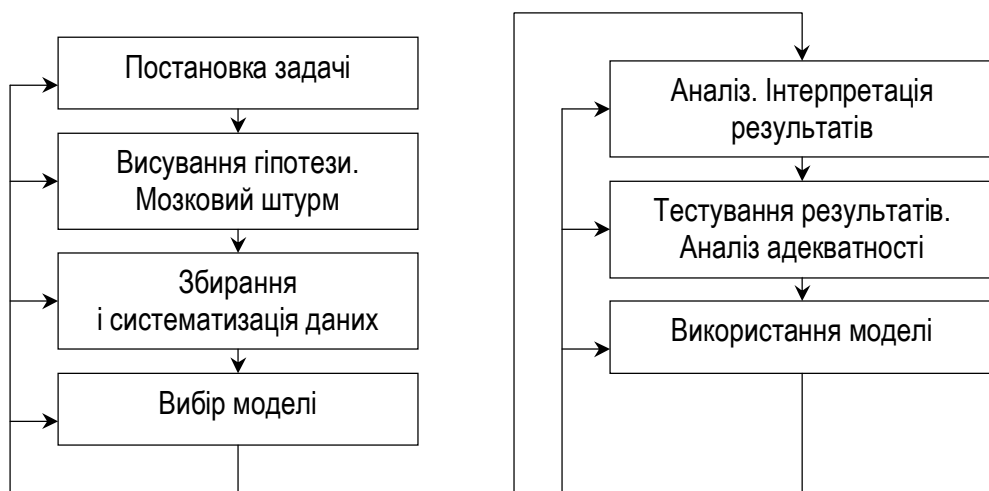 Постановка задачі
Висування гіпотези.
Мозковий штурм
Збирання
і систематизація даних
Вибір моделі
Аналіз. Інтерпретація
результатів
Тестування результатів.
Аналіз адекватності
Використання моделі